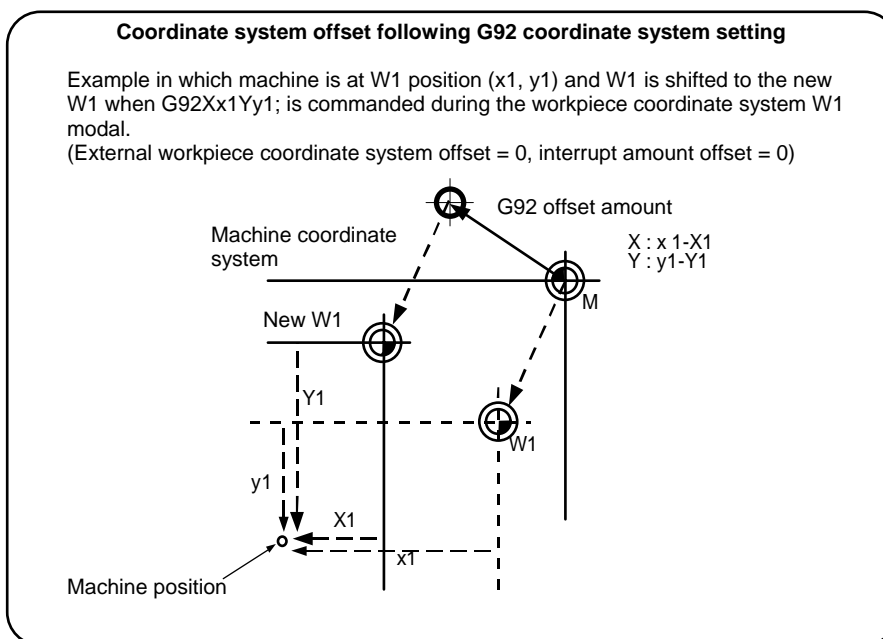 Coordinate system offset following G92 coordinate system setting
Example in which machine is at W1 position (x1, y1) and W1 is shifted to the new
W1 when G92Xx1Yy1; is commanded during the workpiece coordinate system W1
modal.
(External workpiece coordinate system offset = 0, interrupt amount offset = 0)
G92 offset amount
Machine coordinate
system
X : x 1-X1
Y : y1-Y1
M
New W1
Y1
W1
y1
X1
x1
Machine position